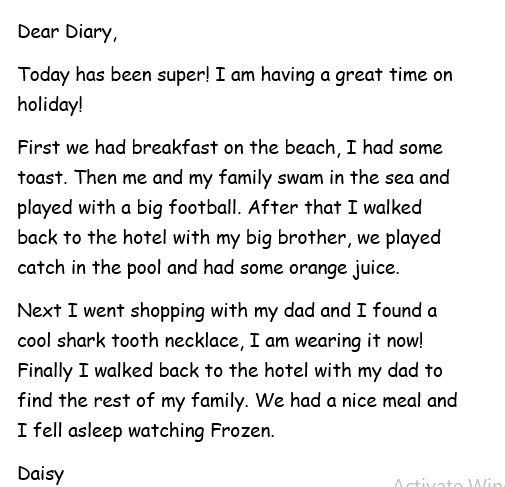 Dear Diary,
Today has been super! I am having a great time on
holiday!
First we had breakfast on the beach, I had some
toast. Then me and my family swam in the sea and
played with a big football. After that I walked
back to the hotel with my big brother, we played
catch in the pool and had some orange juice.
Next I went shopping with my dad and I found a
cool shark tooth necklace, I am wearing it now!
Finally I walked back to the hotel with my dad to
find the rest of my family. We had a nice meal and
I fell asleep watching Frozen.
Daisy
Activate